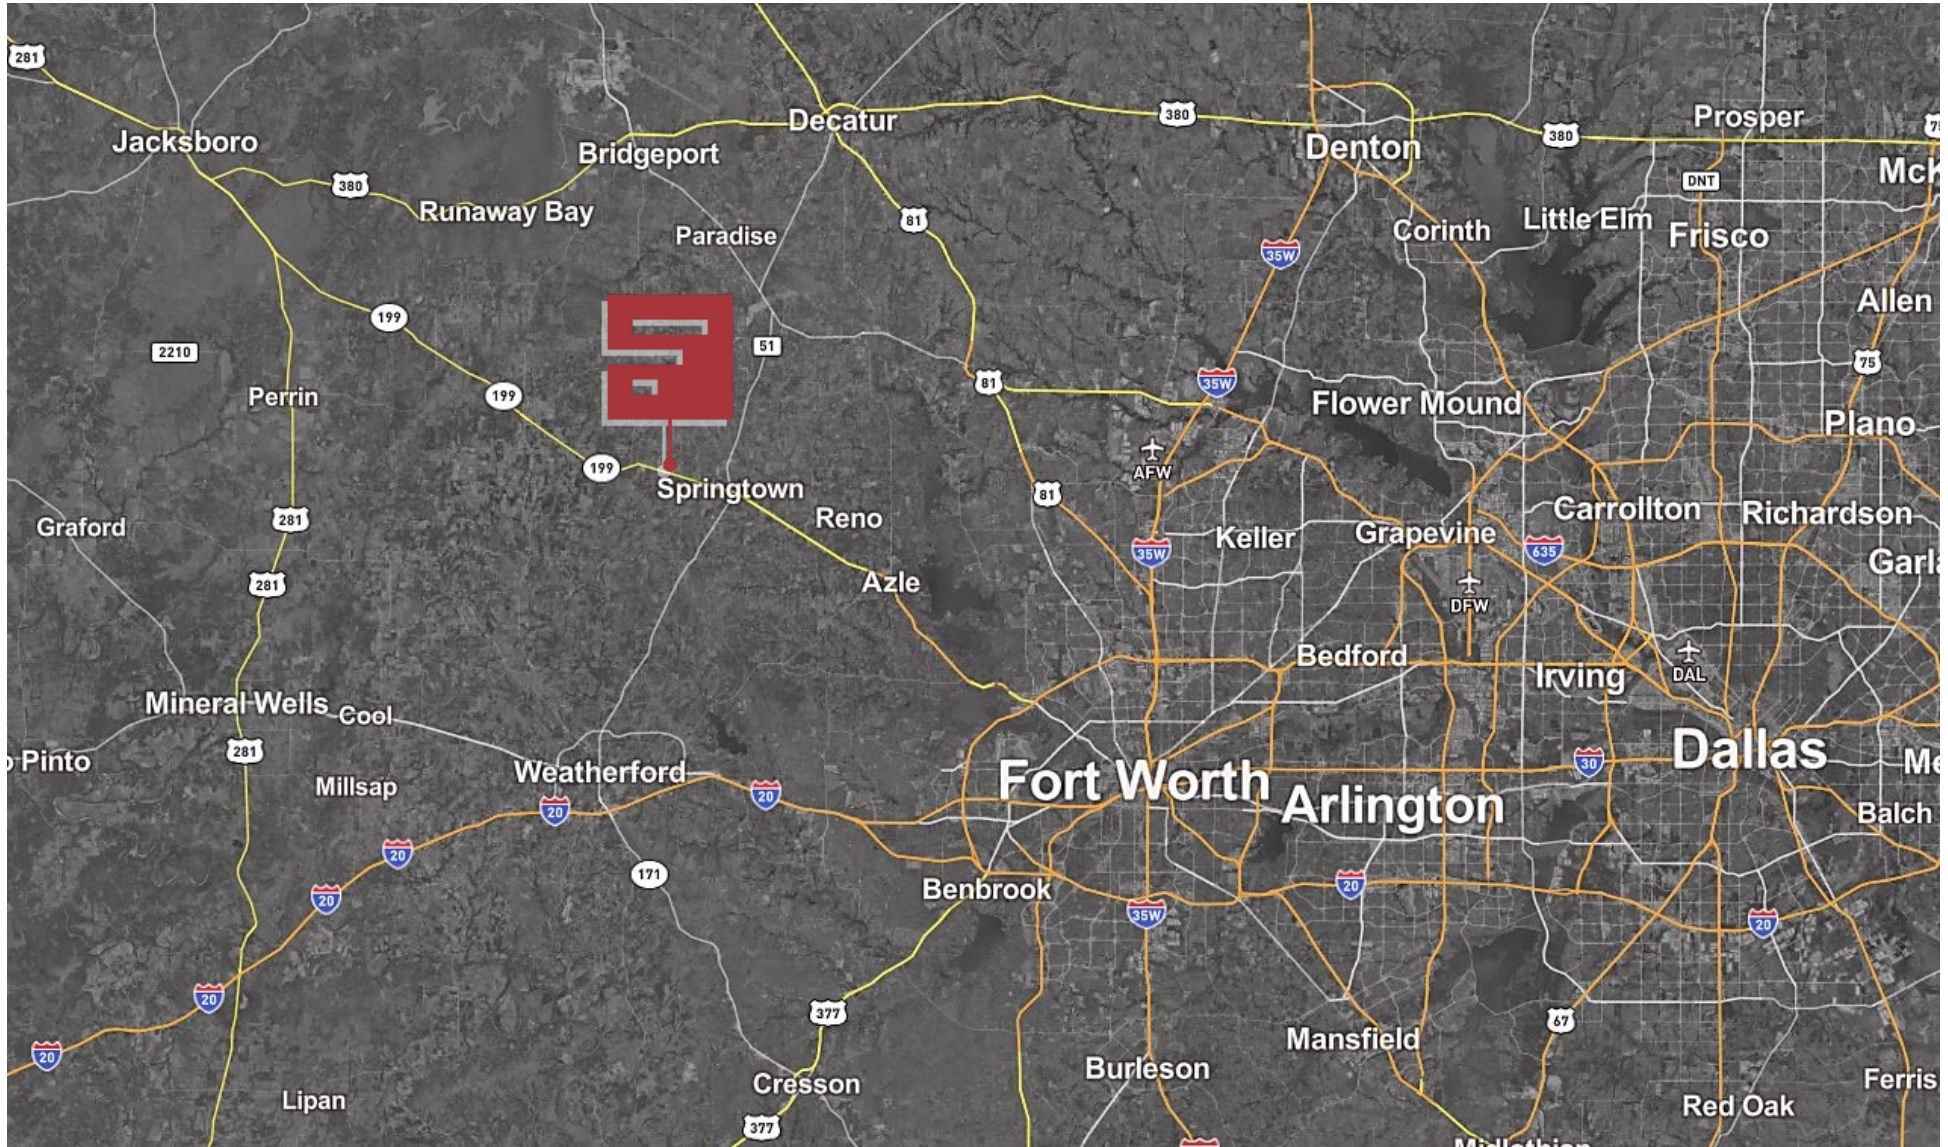 281
Jacksboro
380
Runaway Bay
Bridgeport
Decatur
380
Denton
380
Prosper
75
McK
DNT
81
Paradise
35W
Corinth
Little Elm
Frisco
Allen
199
2210
51
Perrin
199
81
35W
Flower Mound
75
Plano
199
Springtown
AFW
81
Graford
281
Reno
35W
Keller
Grapevine
Carrollton
Richardson
635
Garla
281
Azle
DFW
Bedford
Irving
DAL
Mineral Wells
Cool
281
o Pinto
Millsap
Weatherford
20
20
Fort Worth
Arlington
30
Dallas
Me
Balch
20
20
171
Benbrook
35W
20
20
20
377
67
20
Mansfield
Lipan
Cresson
377
Burleson
Ferris
Red Oak
Midlothian